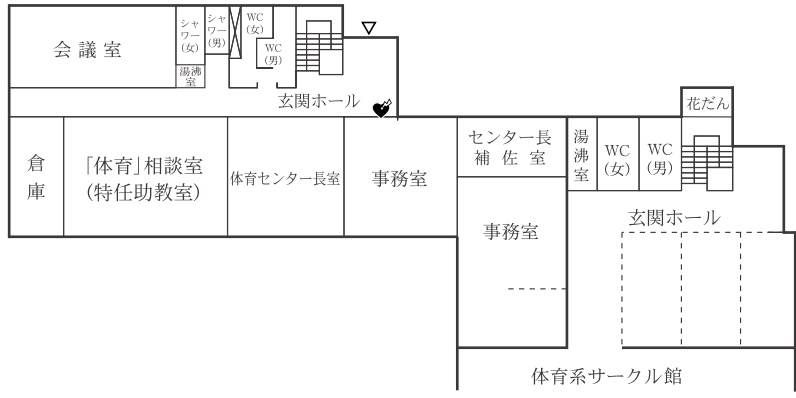 会議室
シャワー(女)
シャワー(男)
WC(女)
WC(男)
湯沸室
玄関ホール
花だん
倉庫
「体育」相談室
(特任助教室)
体育センター長室
事務室
センター長
補佐室
湯沸室
WC(女)
WC(男)
事務室
玄関ホール
体育系サークル館